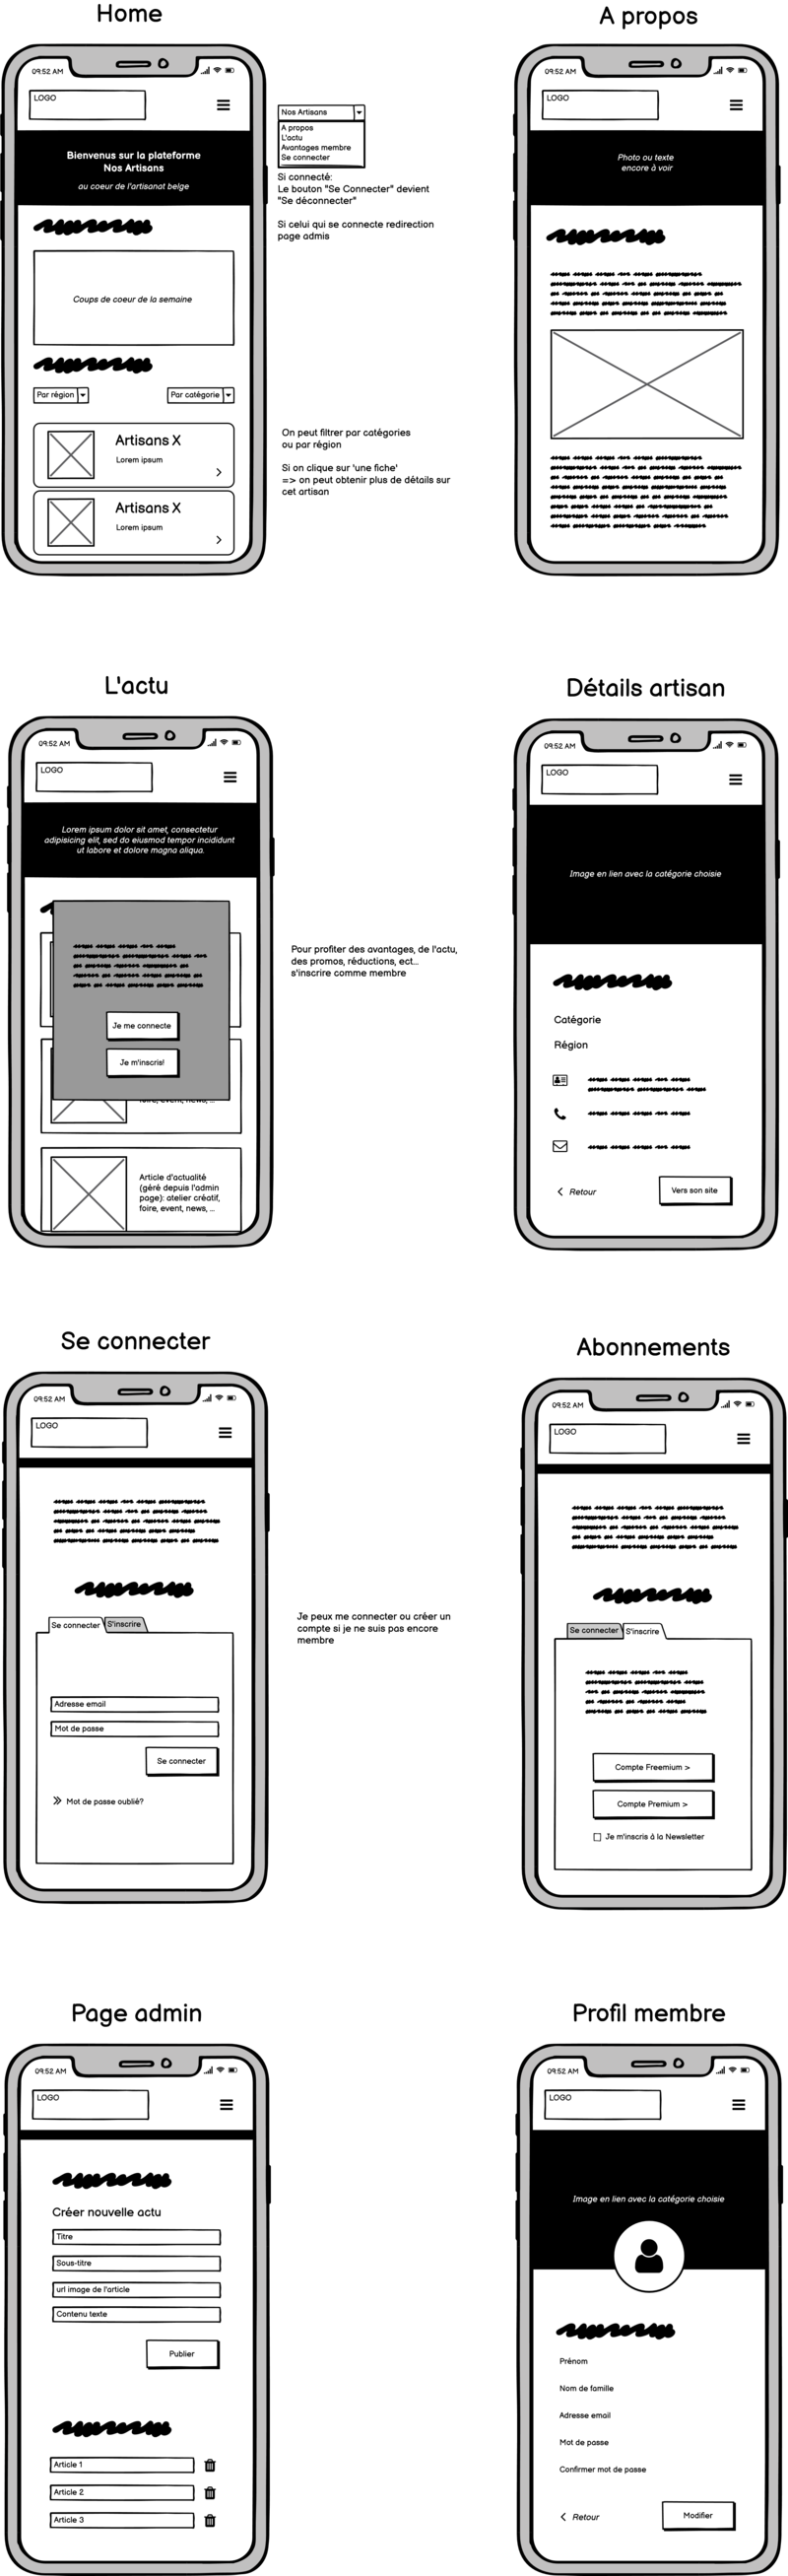 Home
09:52 AM
LOGO
Bienvenus sur la plateforme
Nos Artisans
au coeur de l'artisanat belge
Coups de coeur de la semaine
Par région
Par catégorie
Artisans X
Lorem ipsum
Artisans X
Lorem ipsum
Nos Artisans
A propos
L'actu
Avantages membre
Se connecter
Si connecté:
Le bouton "Se Connecter" devient
"Se déconnecter"
Si celui qui se connecte redirection
page admis
On peut filtrer par catégories
ou par région
Si on clique sur 'une fiche'
=> on peut obtenir plus de détails sur
cet artisan
A propos
09:52 AM
LOGO
Photo ou texte
encore à voir
L'actu
09:52 AM
LOGO
Lorem ipsum dolor sit amet, consectetur
adipisicing elit, sed do eiusmod tempor incididunt
ut labore et dolore magna aliqua.
Je me connecte
Je m'inscris!
foire, event, news, ...
Article d'actualité
(géré depuis l'admin
page): atelier créatif,
foire, event, news, ...
Pour profiter des avantages, de l'actu,
des promos, réductions, ect...
s'inscrire comme membre
Détails artisan
09:52 AM
LOGO
Image en lien avec la catégorie choisie
Catégorie
Région
Retour
Vers son site
Se connecter
09:52 AM
LOGO
Se connecter
S'inscrire
Adresse email
Mot de passe
Se connecter
Mot de passe oublié?
Je peux me connecter ou créer un
compte si je ne suis pas encore
membre
Abonnements
09:52 AM
LOGO
Se connecter
S'inscrire
Compte Freemium >
Compte Premium >
Je m'inscris à la Newsletter
Page admin
09:52 AM
LOGO
Créer nouvelle actu
Titre
Sous-titre
url image de l'article
Contenu texte
Publier
Article 1
Article 2
Article 3
Profil membre
09:52 AM
LOGO
Image en lien avec la catégorie choisie
Prénom
Nom de famille
Adresse email
Mot de passe
Confirmer mot de passe
Retour
Modifier